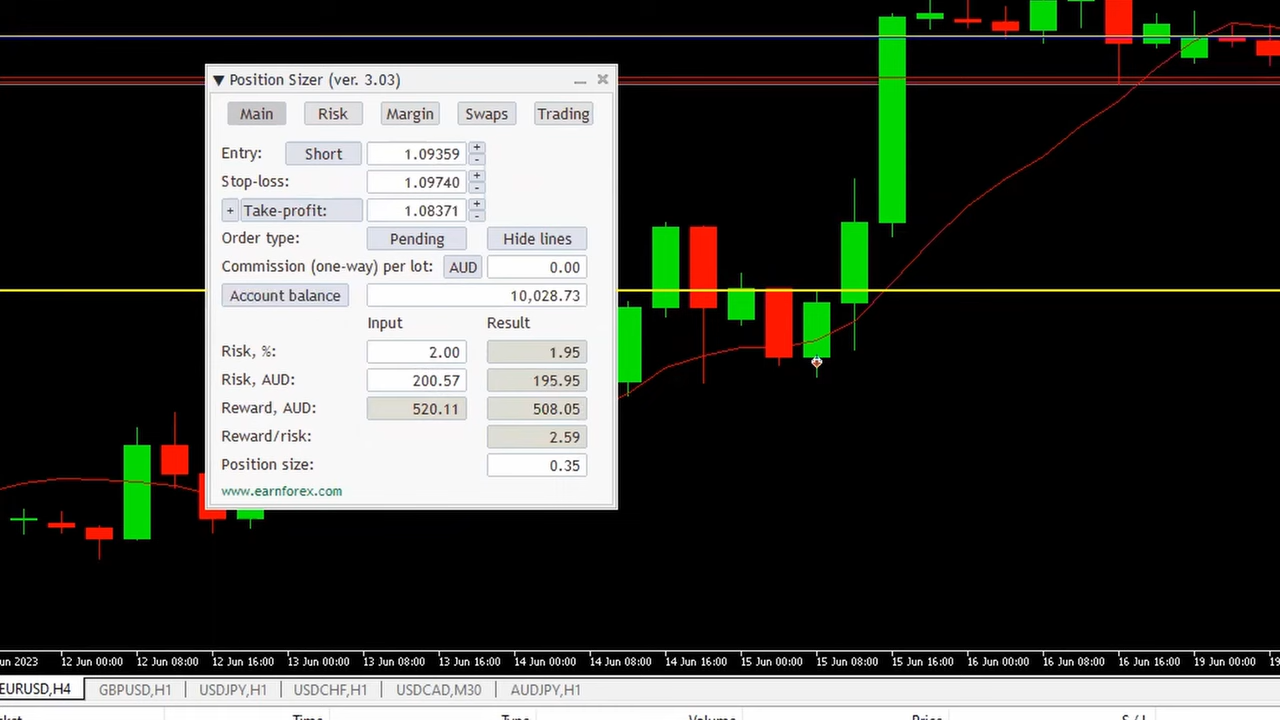 ▼ Position Sizer (ver. 3.03)
Main Risk Margin Swaps Trading
Entry: Short 1.09359 + -
Stop-loss: 1.09740 + -
+ Take-profit: 1.08371 + -
Order type: Pending Hide lines
Commission (one-way) per lot: AUD 0.00
Account balance 10,028.73
Input Result
Risk, %: 2.00 1.95
Risk, AUD: 200.57 195.95
Reward, AUD: 520.11 508.05
Reward/risk: 2.59
Position size: 0.35
www.earnforex.com
un 2023 12 Jun 00:00 12 Jun 08:00 12 Jun 16:00 13 Jun 00:00 13 Jun 08:00 13 Jun 16:00 14 Jun 00:00 14 Jun 08:00 14 Jun 16:00 15 Jun 00:00 15 Jun 08:00 15 Jun 16:00 16 Jun 00:00 16 Jun 08:00 16 Jun 16:00 19 Jun 00:00 19
EURUSD,H4 GBPUSD,H1 USDJPY,H1 USDCHF,H1 USDCAD,M30 AUDJPY,H1
Time Type Volume Price S / L